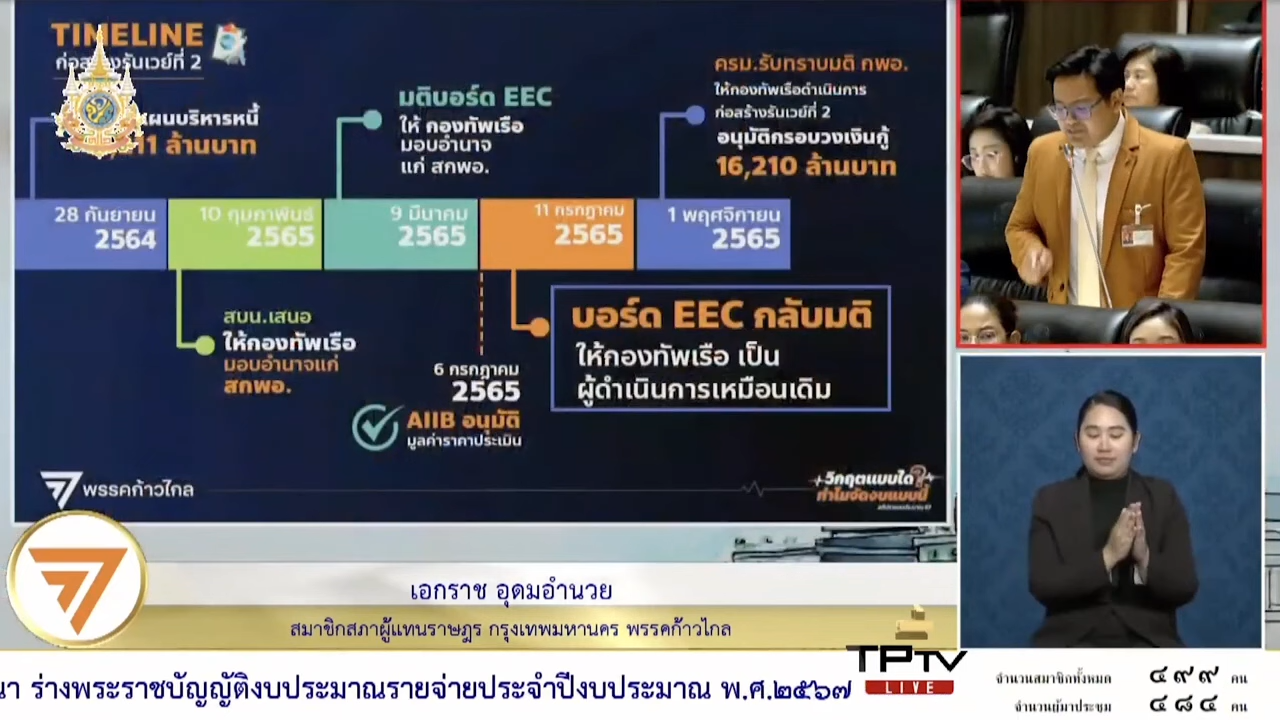 TIMELINE
ก่อสร้างรันเวย์ที่ 2
แผนบริหารหนี้
ล้านบาท
28 กันยายน
2564
10 กุมภาพันธ์
2565
สบน.เสนอ
ให้กองทัพเรือ
มอบอำนาจแก่
สกพอ.
มติบอร์ด EEC
ให้ กองทัพเรือ
มอบอำนาจ
แก่ สกพอ.
9 มีนาคม
2565
6 กรกฎาคม
2565
AIIB อนุมัติ
มูลค่าราคาประเมิน
11 กรกฎาคม
2565
บอร์ด EEC กลับมติ
ให้กองทัพเรือ เป็น
ผู้ดำเนินการเหมือนเดิม
ครม.รับทราบมติ กพอ.
ให้กองทัพเรือดำเนินการ
ก่อสร้างรันเวย์ที่ 2
อนุมัติกรอบวงเงินกู้
16,210 ล้านบาท
1 พฤศจิกายน
2565
พรรคก้าวไกล
วิกฤตแบบใด
ทำไมจัดงบแบบนี้
เอกราช อุดมอำนวย
สมาชิกสภาผู้แทนราษฎร กรุงเทพมหานคร พรรคก้าวไกล
ร่างพระราชบัญญัติงบประมาณรายจ่ายประจำปีงบประมาณ พ.ศ.๒๕๖๗
TPTV
LIVE
จำนวนสมาชิกทั้งหมด ๔๙๙ คน
จำนวนผู้มาประชุม ๔๘๔ คน